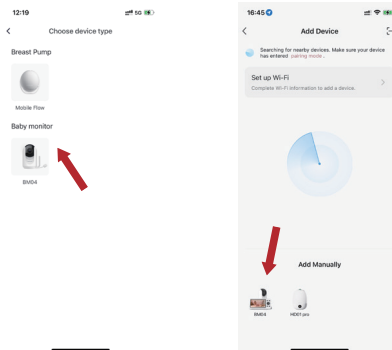 12:19
5G
Choose device type
Breast Pump
Mobile Flow
Baby monitor
BM04
16:45
Add Device
Searching for nearby devices. Make sure your device
has entered pairing mode.
Set up Wi-Fi
Complete Wi-Fi information to add a device.
Add Manually
BM04
HD01 pro